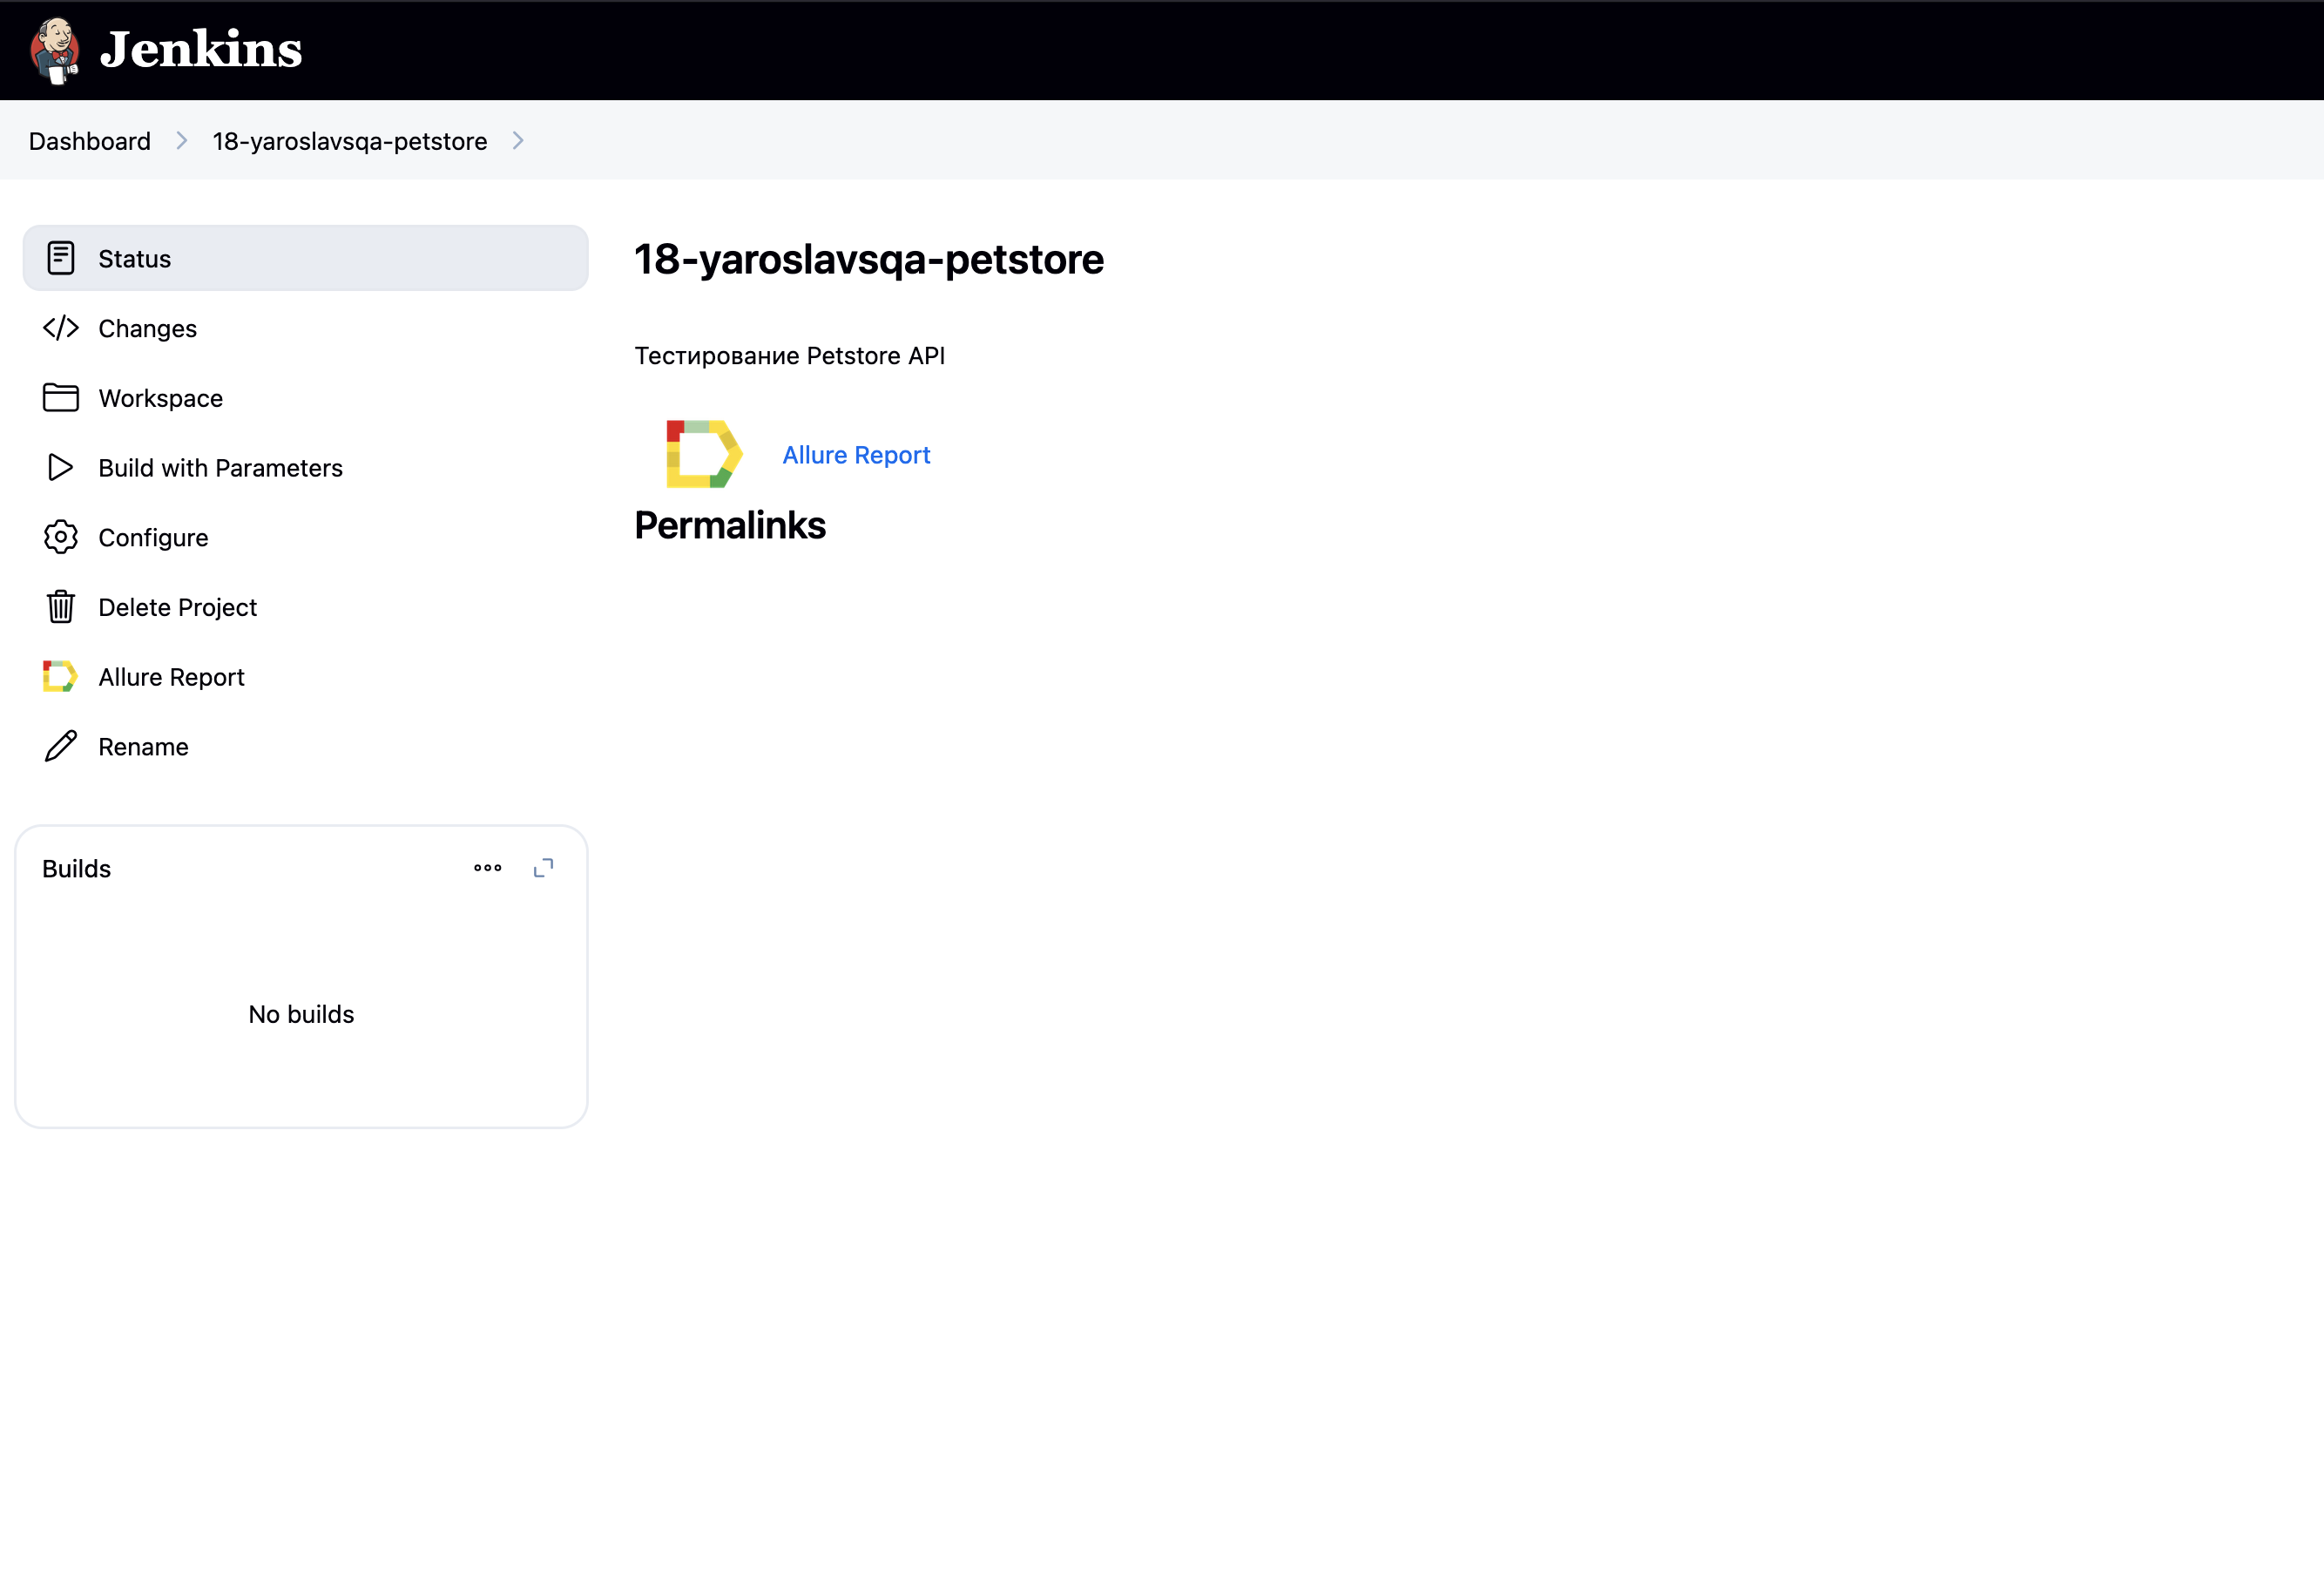 Jenkins
Dashboard
18-yaroslavsqa-petstore
Status
Changes
Workspace
Build with Parameters
Configure
Delete Project
Allure Report
Rename
Builds
No builds
18-yaroslavsqa-petstore
Тестирование Petstore API
Allure Report
Permalinks